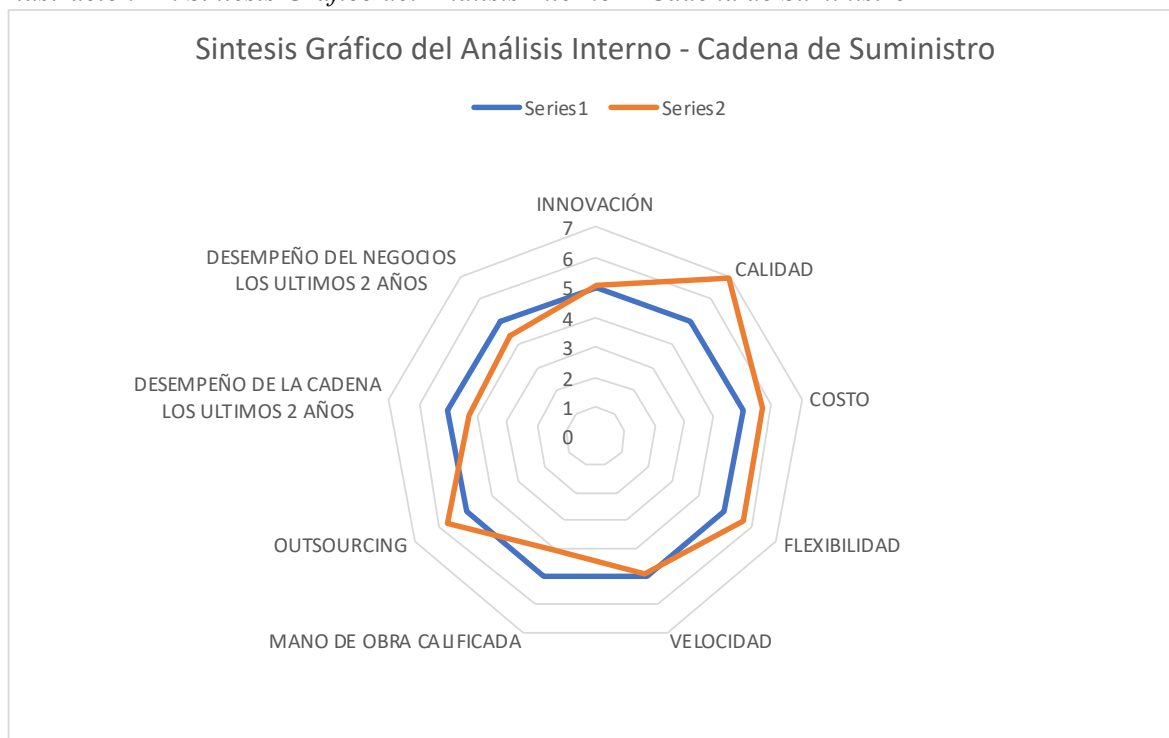 Sintesis Gráfico del Análisis Interno - Cadena de Suministro
Series1 Series2
INNOVACIÓN
7
6
5
4
3
2
1
0
CALIDAD
COSTO
FLEXIBILIDAD
VELOCIDAD
MANO DE OBRA CALIFICADA
OUTSOURCING
DESEMPEÑO DE LA CADENA
LOS ULTIMOS 2 AÑOS
DESEMPEÑO DEL NEGOCIOS
LOS ULTIMOS 2 AÑOS